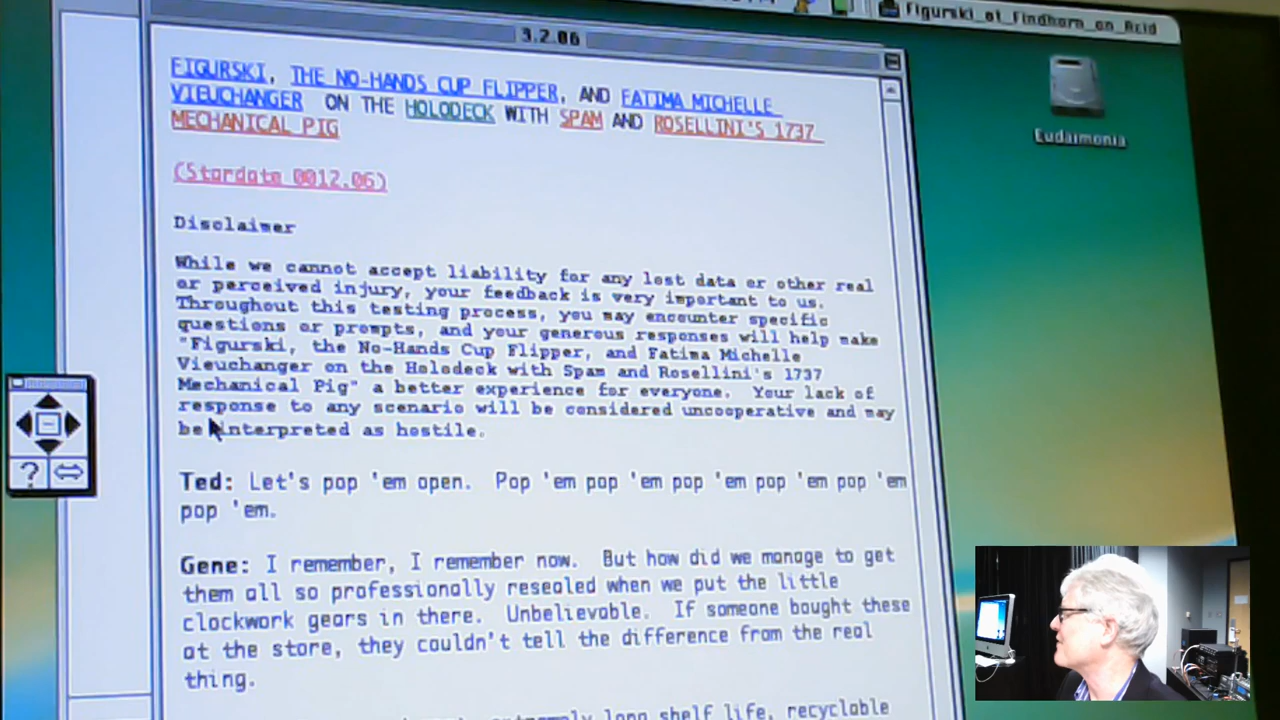 Figurski_at_Findhorn_on_Acid
3.2.06
Eudaimonia
FIGURSKI, THE NO-HANDS CUP FLIPPER, AND FATIMA MICHELLE
VIEUCHANGER ON THE HOLODECK WITH SPAM AND ROSELLINI'S 1737
MECHANICAL PIG
(Stardate 0012.06)
Disclaimer
While we cannot accept liability for any lost data or other real
or perceived injury, your feedback is very important to us.
Throughout this testing process, you may encounter specific
questions or prompts, and your generous responses will help make
"Figurski, the No-Hands Cup Flipper, and Fatima Michelle
Vieuchanger on the Holodeck with Spam and Rosellini's 1737
Mechanical Pig" a better experience for everyone. Your lack of
response to any scenario will be considered uncooperative and may
be interpreted as hostile.
Ted: Let's pop 'em open. Pop 'em pop 'em pop 'em pop 'em pop 'em
pop 'em.
Gene: I remember, I remember now. But how did we manage to get
them all so professionally resealed when we put the little
clockwork gears in there. Unbelievable. If someone bought these
at the store, they couldn't tell the difference from the real
thing.
extremely long shelf life, recyclable
?